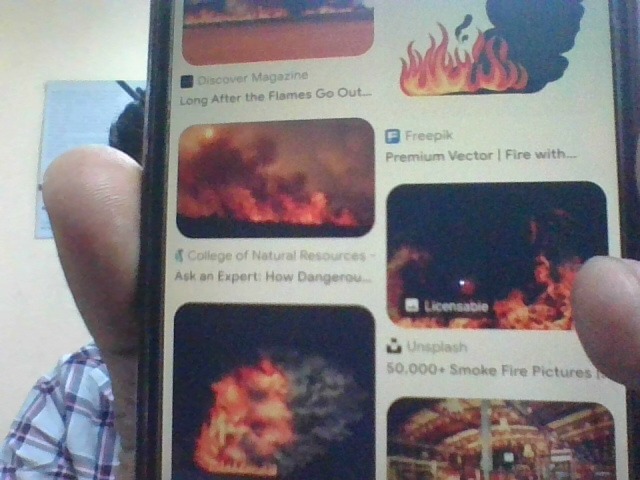 Discover Magazine
Long After the Flames Go Out...
Freepik
Premium Vector | Fire with...
College of Natural Resources -
Ask an Expert: How Dangerou...
Licensable
Unsplash
50,000+ Smoke Fire Pictures |